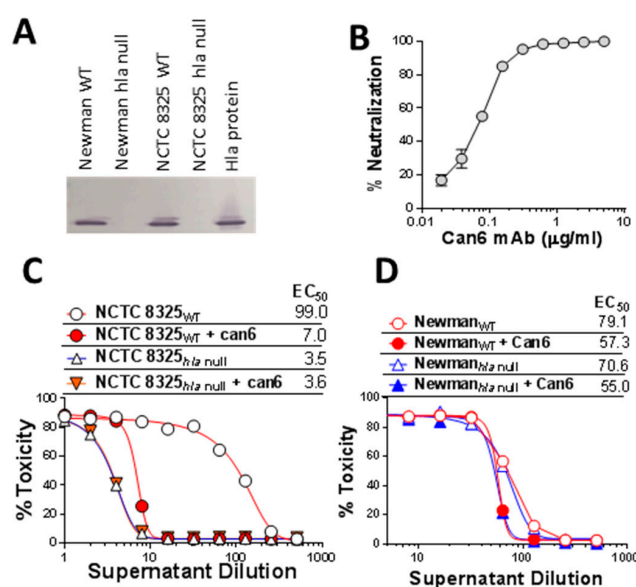 A
Newman WT
Newman hla null
NCTC 8325 WT
NCTC 8325 hla null
Hla protein
B
% Neutralization
100
80
60
40
20
0
0.01 0.1 1 10
Can6 mAb (μg/ml)
C
EC50
NCTC 8325WT 99.0
NCTC 8325WT + can6 7.0
NCTC 8325hla null 3.5
NCTC 8325hla null + can6 3.6
% Toxicity
100
80
60
40
20
0
1 10 100 1000
Supernatant Dilution
D
EC50
NewmanWT 79.1
NewmanWT + Can6 57.3
Newmanhla null 70.6
Newmanhla null + Can6 55.0
% Toxicity
100
80
60
40
20
0
10 100 1000
Supernatant Dilution